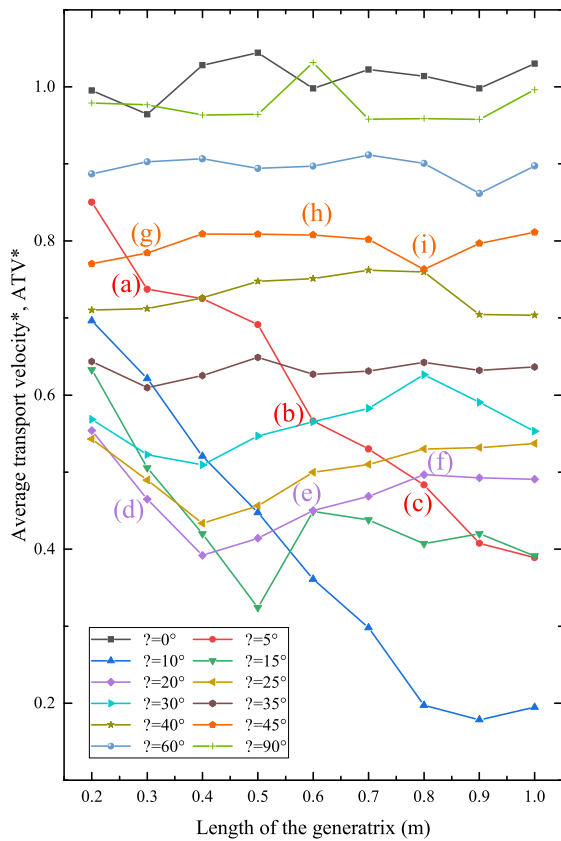 1.0
0.8
0.6
0.4
0.2
Average transport velocity*, ATV*
(g)
(h)
(i)
(a)
(b)
(c)
(d)
(e)
(f)
?=0° ?=5°
?=10° ?=15°
?=20° ?=25°
?=30° ?=35°
?=40° ?=45°
?=60° ?=90°
0.2 0.3 0.4 0.5 0.6 0.7 0.8 0.9 1.0
Length of the generatrix (m)